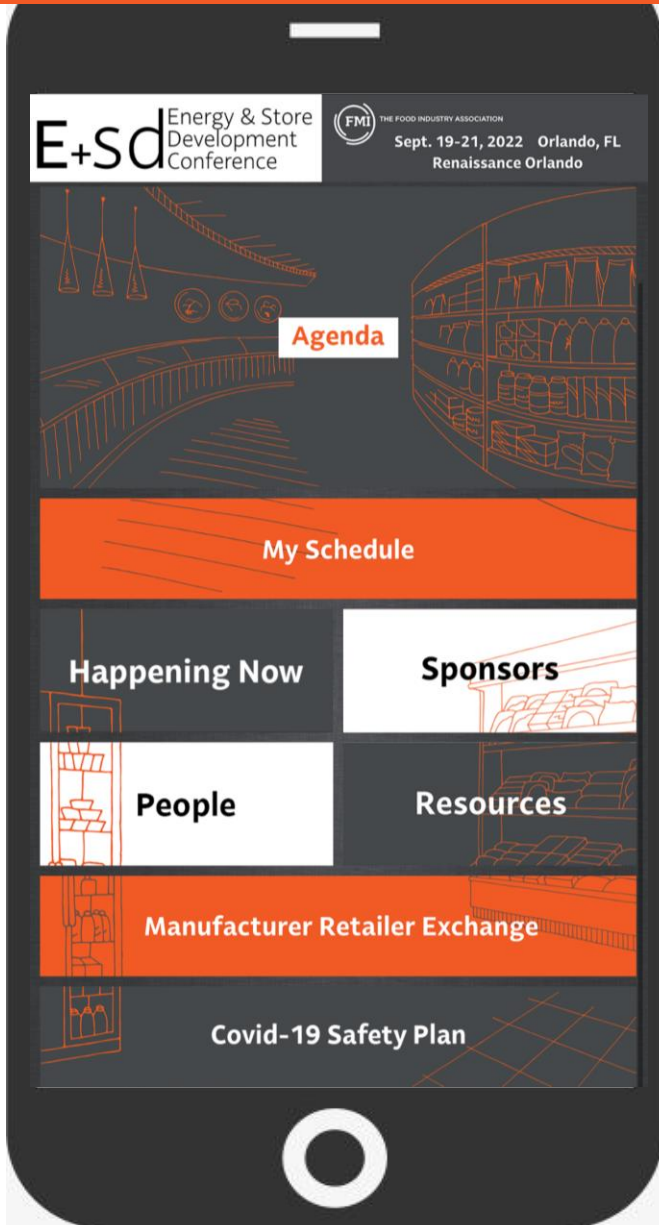 E+sd
Energy & Store
Development
Conference
FMI
THE FOOD INDUSTRY ASSOCIATION
Sept. 19-21, 2022 Orlando, FL
Renaissance Orlando
Agenda
My Schedule
Happening Now
Sponsors
People
Resources
Manufacturer Retailer Exchange
Covid-19 Safety Plan